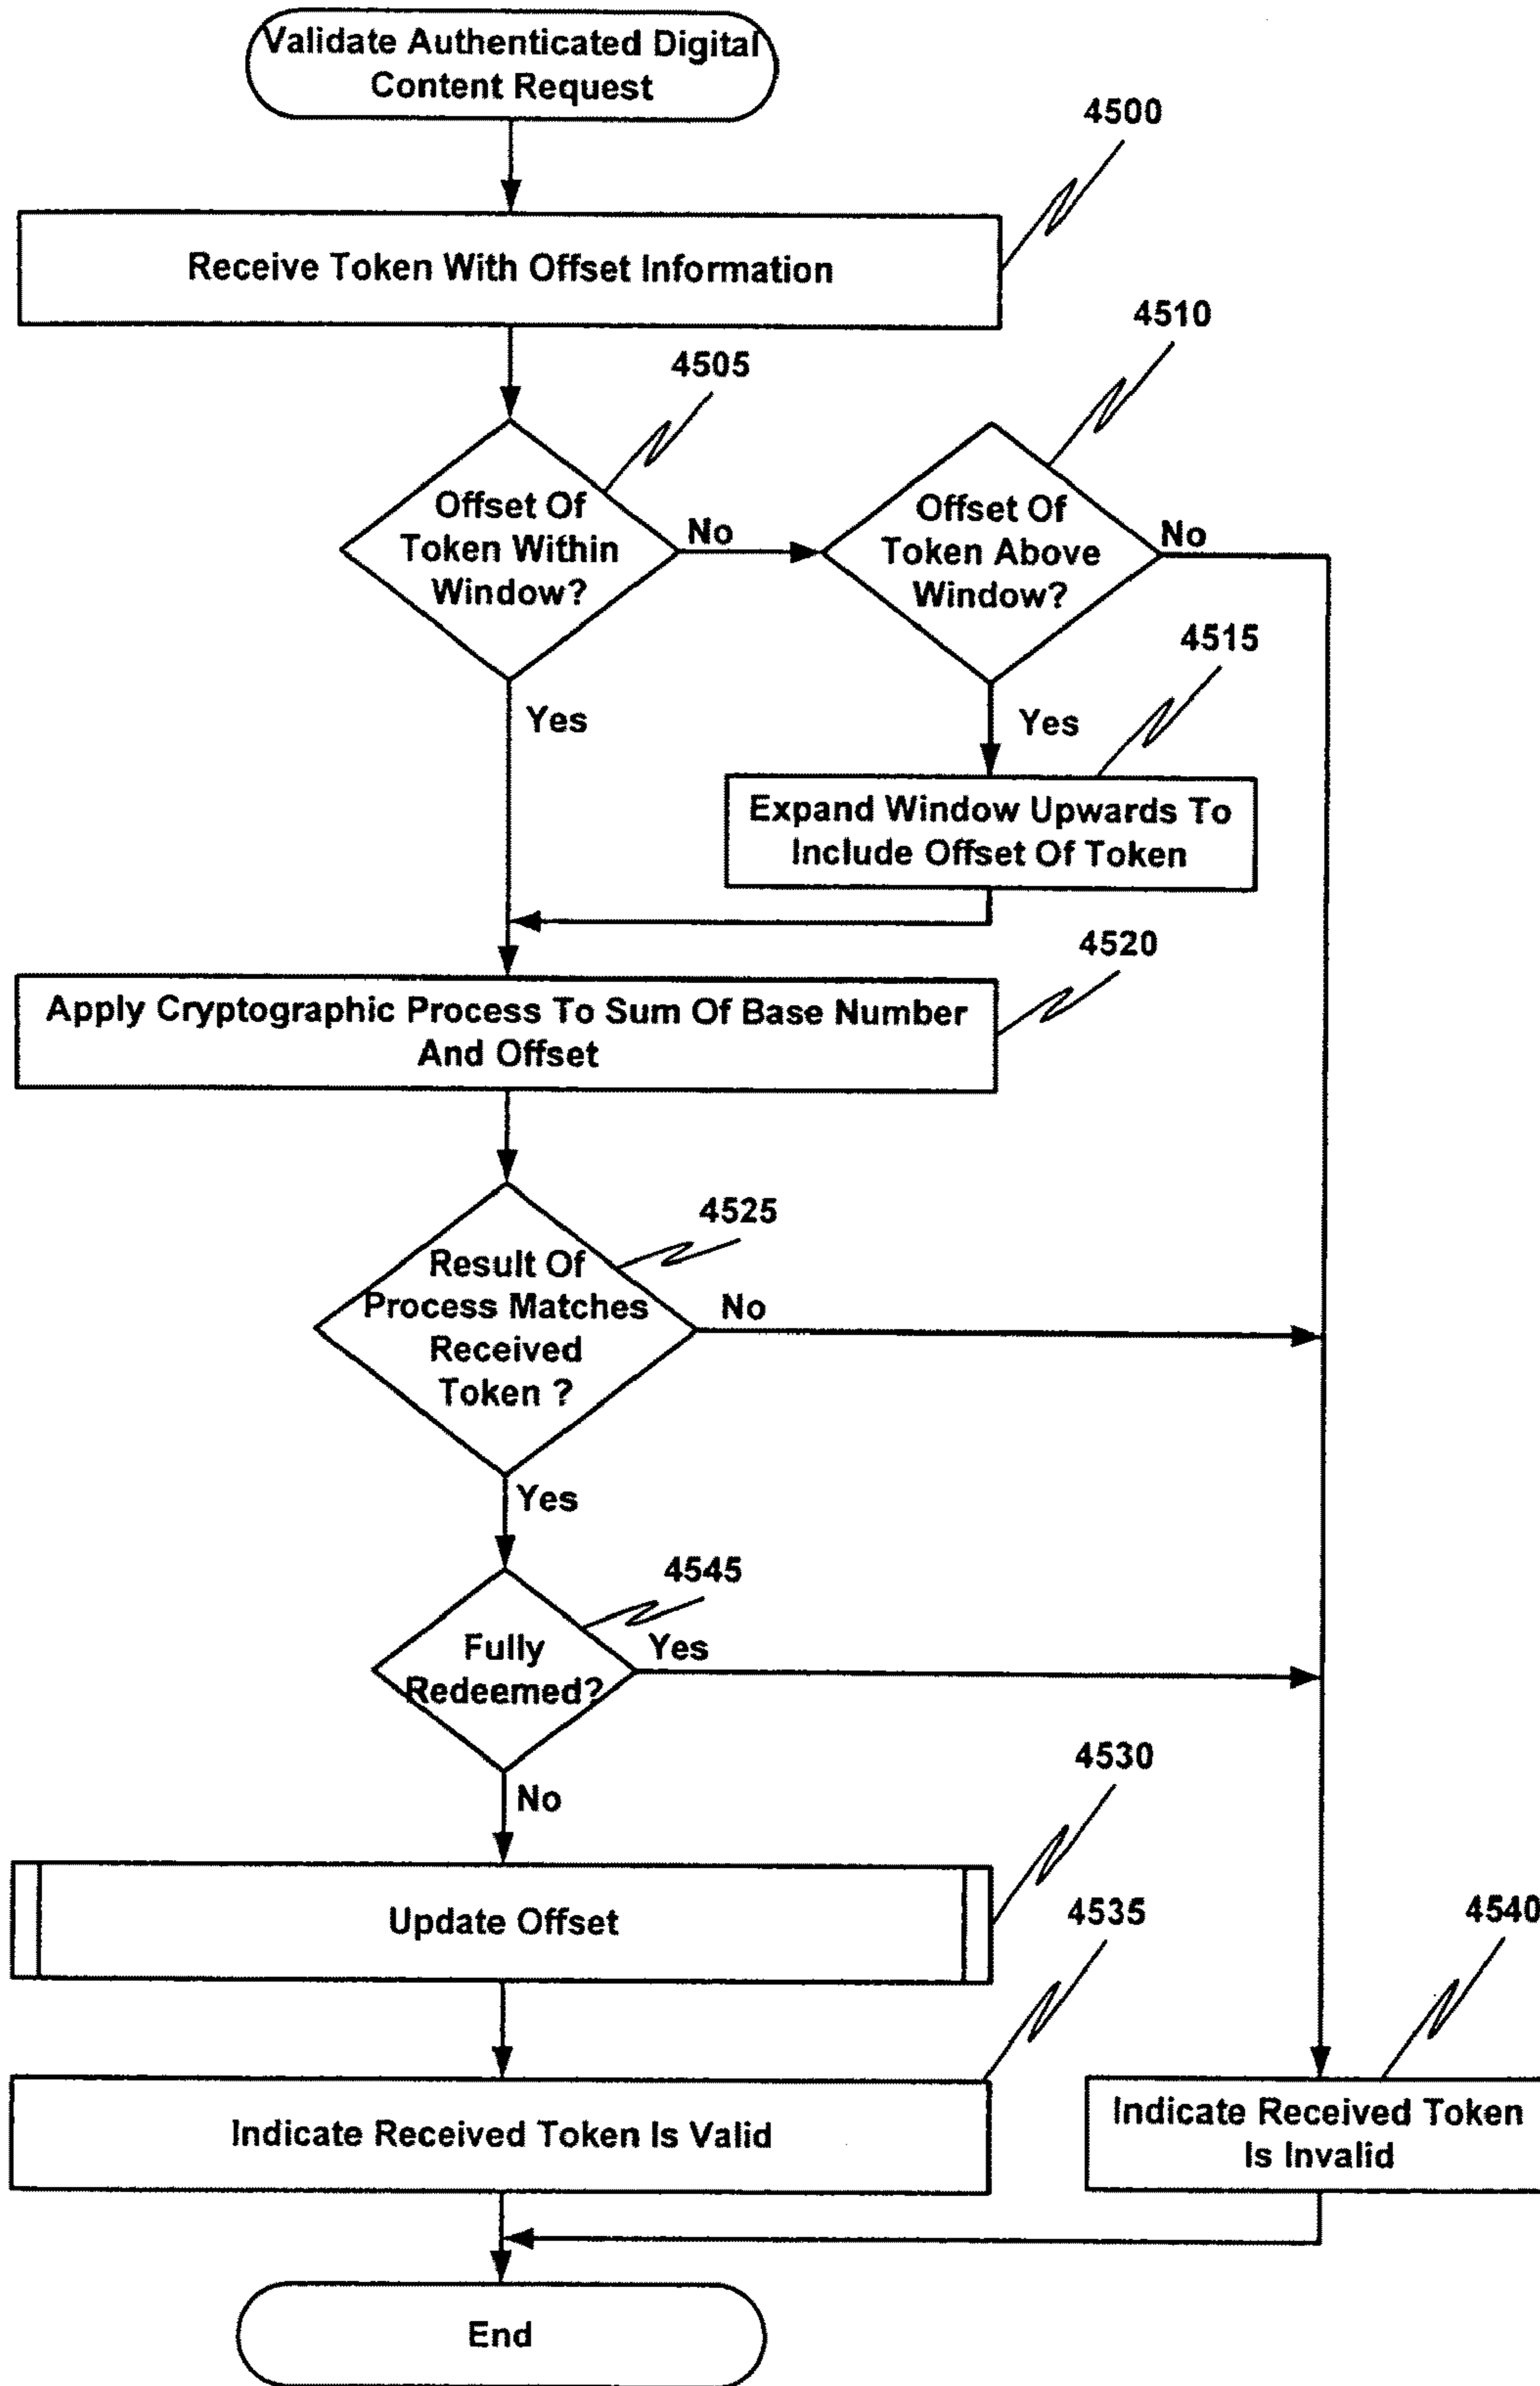 Validate Authenticated Digital
Content Request
4500
Receive Token With Offset Information
4505
4510
Offset Of
Token Within
Window?
No
Offset Of
Token Above
Window?
No
Yes
Yes
4515
Expand Window Upwards To
Include Offset Of Token
4520
Apply Cryptographic Process To Sum Of Base Number
And Offset
4525
Result Of
Process Matches
Received
Token ?
No
Yes
4545
Fully
Redeemed?
Yes
No
4530
Update Offset
4535
4540
Indicate Received Token Is Valid
Indicate Received Token
Is Invalid
End